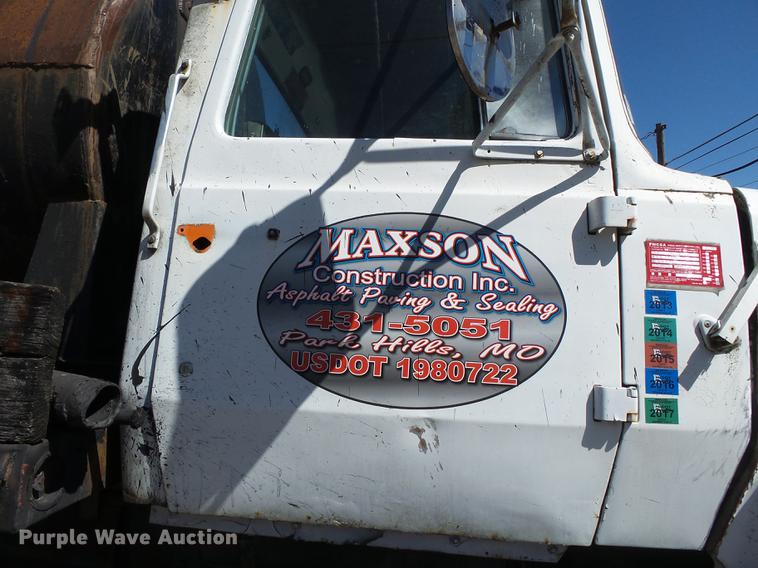 MAXSON
Construction Inc.
Asphalt Paving & Sealing
431-5051
Park Hills, MO
USDOT 1980722
2013
2014
2015
2016
2017
Purple Wave Auction